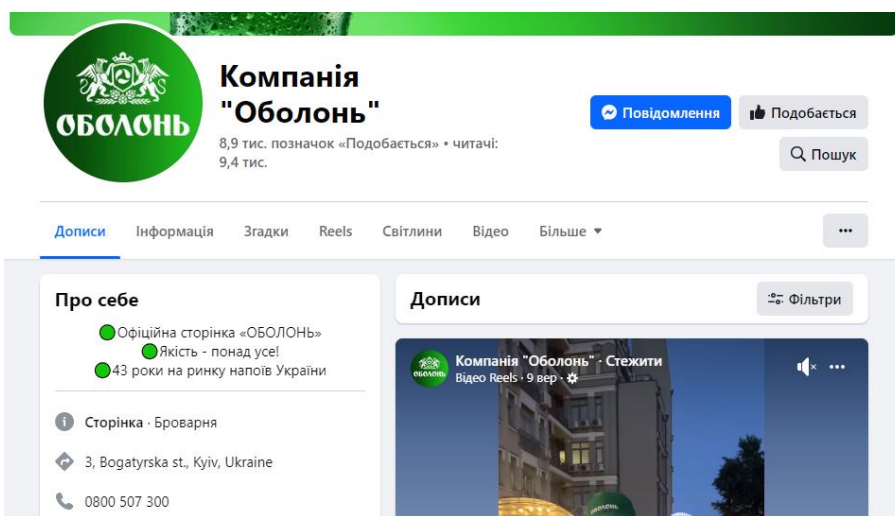 ОБОЛОНЬ
Компанія
"Оболонь"
8,9 тис. позначок «Подобається» • читачі:
9,4 тис.
Повідомлення
Подобається
Пошук
Дописи Інформація Згадки Reels Світлини Відео Більше
Про себе
Офіційна сторінка «ОБОЛОНЬ»
Якість - понад усе!
43 роки на ринку напоїв України
Сторінка · Броварня
3, Bogatyrska st., Kyiv, Ukraine
0800 507 300
Дописи
Фільтри
ОБОЛОНЬ
Компанія "Оболонь" · Стежити
Відео Reels · 9 вер ·
ОБОЛОНЬ